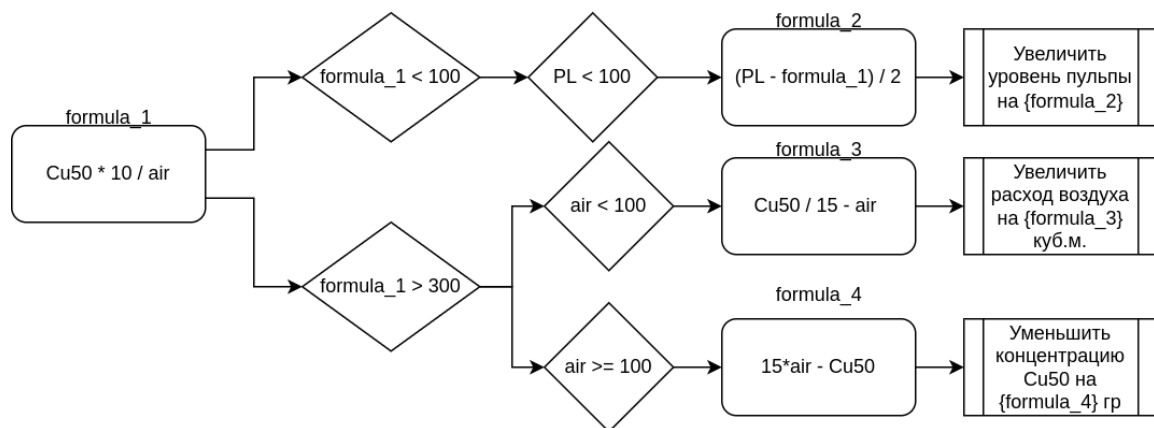 formula_1
Cu50 * 10 / air
formula_1 < 100
PL < 100
formula_2
(PL - formula_1) / 2
Увеличить
уровень пульпы
на {formula_2}
formula_1 > 300
air < 100
formula_3
Cu50 / 15 - air
Увеличить
расход воздуха
на {formula_3}
куб.м.
air >= 100
formula_4
15*air - Cu50
Уменьшить
концентрацию
Cu50 на
{formula_4} гр